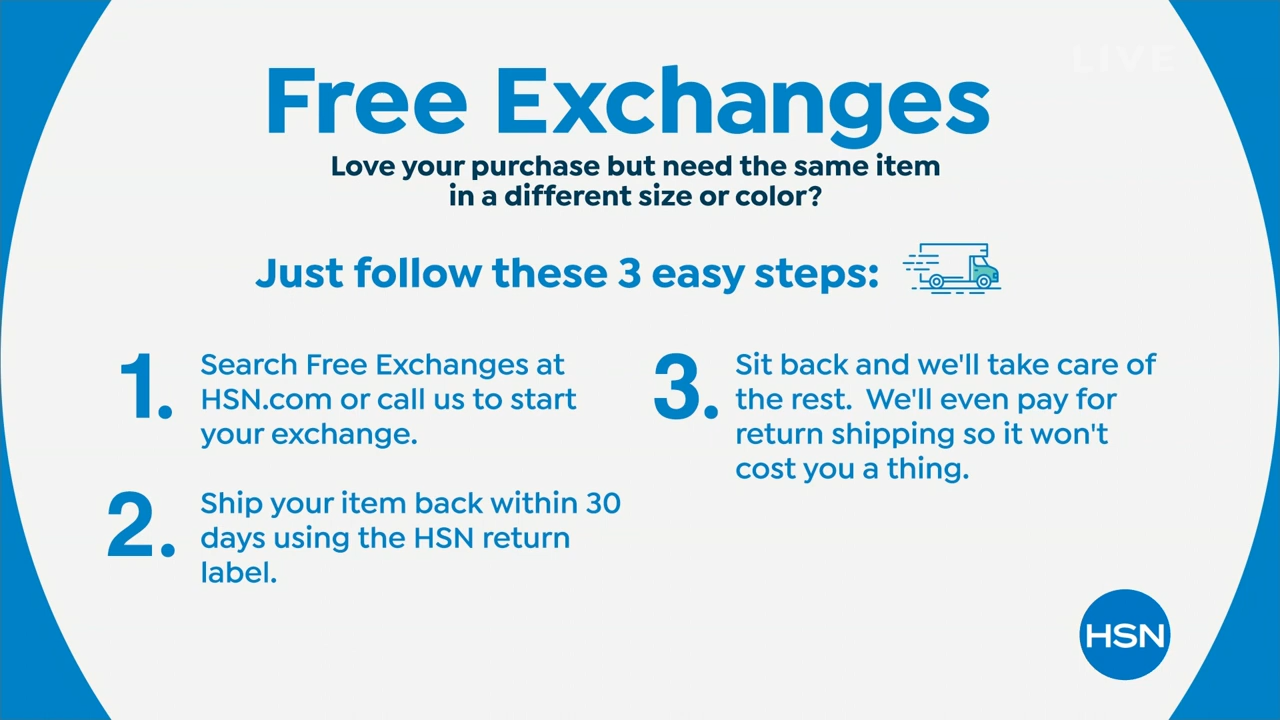 LIVE
Free Exchanges
Love your purchase but need the same item
in a different size or color?
Just follow these 3 easy steps:
1. Search Free Exchanges at
HSN.com or call us to start
your exchange.
2. Ship your item back within 30
days using the HSN return
label.
3. Sit back and we'll take care of
the rest. We'll even pay for
return shipping so it won't
cost you a thing.
HSN